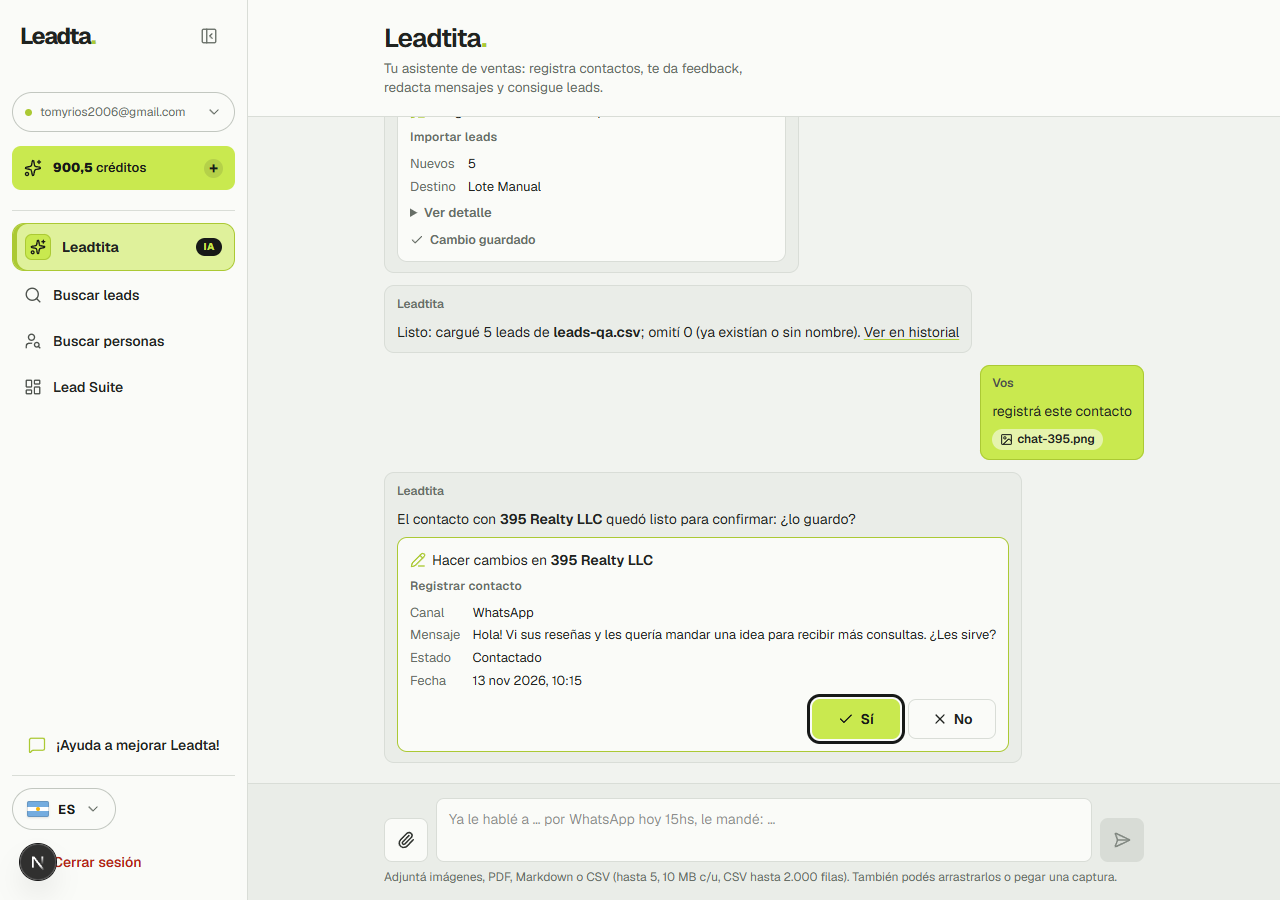 Leadta.
tomyrios2006@gmail.com
900,5 créditos
+
Leadtita
IA
Buscar leads
Buscar personas
Lead Suite
¡Ayuda a mejorar Leadta!
ES
N
Cerrar sesión
Leadtita.
Tu asistente de ventas: registra contactos, te da feedback,
redacta mensajes y consigue leads.
Importar leads
Nuevos 5
Destino Lote Manual
Ver detalle
Cambio guardado
Leadtita
Listo: cargué 5 leads de leads-qa.csv; omití 0 (ya existían o sin nombre). Ver en historial
Vos
registrá este contacto
chat-395.png
Leadtita
El contacto con 395 Realty LLC quedó listo para confirmar: ¿lo guardo?
Hacer cambios en 395 Realty LLC
Registrar contacto
Canal WhatsApp
Mensaje Hola! Vi sus reseñas y les quería mandar una idea para recibir más consultas. ¿Les sirve?
Estado Contactado
Fecha 13 nov 2026, 10:15
Sí
No
Ya le hablé a … por WhatsApp hoy 15hs, le mandé: …
Adjuntá imágenes, PDF, Markdown o CSV (hasta 5, 10 MB c/u, CSV hasta 2.000 filas). También podés arrastrarlos o pegar una captura.